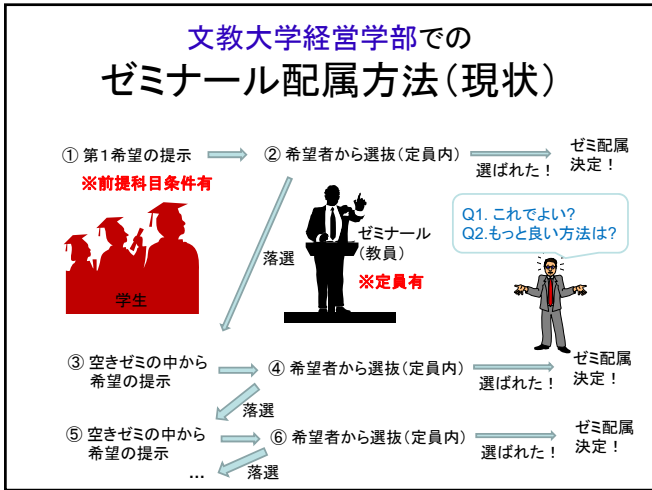 文教大学経営学部での
ゼミナール配属方法（現状）
① 第１希望の提示
※前提科目条件有
② 希望者から選抜（定員内）
選ばれた！
ゼミ配属
決定！
学生
落選
ゼミナール
（教員）
※定員有
Q1. これでよい?
Q2.もっと良い方法は?
③ 空きゼミの中から
希望の提示
④ 希望者から選抜（定員内）
選ばれた！
ゼミ配属
決定！
落選
⑤ 空きゼミの中から
希望の提示
⑥ 希望者から選抜（定員内）
選ばれた！
ゼミ配属
決定！
...
落選